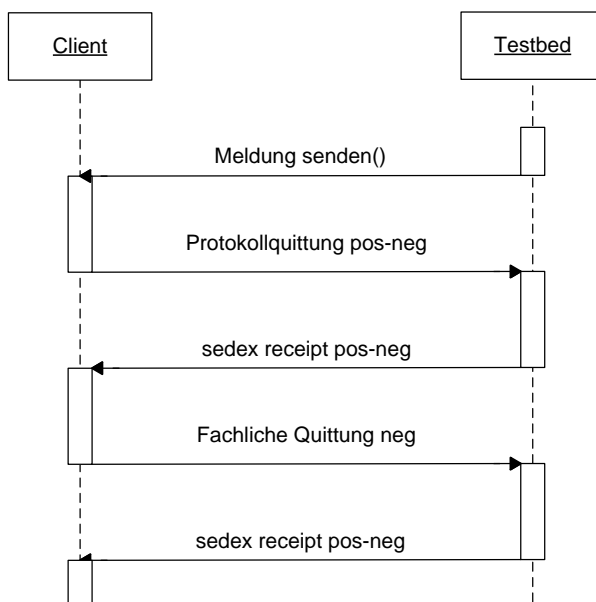 Client
Testbed
Meldung senden()
Protokollquittung pos-neg
sedex receipt pos-neg
Fachliche Quittung neg
sedex receipt pos-neg